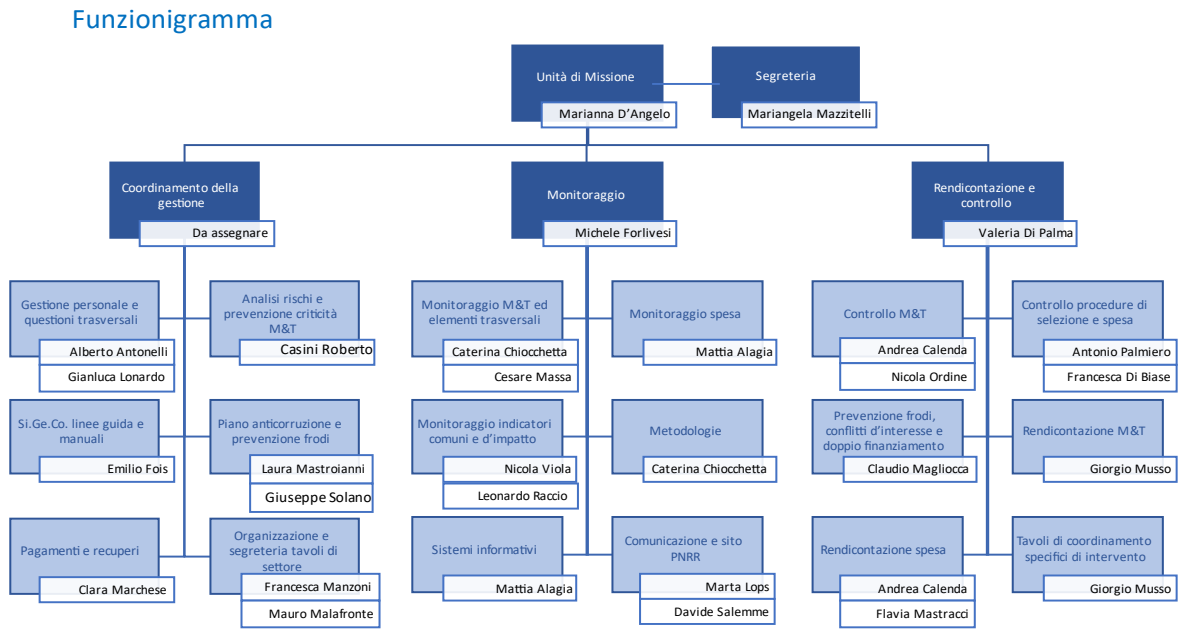 Funzionigramma
Unità di Missione
Marianna D'Angelo
Segreteria
Mariangela Mazzitelli
Coordinamento della
gestione
Da assegnare
Monitoraggio
Michele Forlivesi
Rendicontazione e
controllo
Valeria Di Palma
Gestione personale e
questioni trasversali
Alberto Antonelli
Gianluca Lonardo
Analisi rischi e
prevenzione criticità
M&T
Casini Roberto
Monitoraggio M&T ed
elementi trasversali
Caterina Chiocchetta
Cesare Massa
Monitoraggio spesa
Mattia Alagia
Controllo M&T
Andrea Calenda
Nicola Ordine
Controllo procedure di
selezione e spesa
Antonio Palmiero
Francesca Di Biase
Si.Ge.Co. linee guida e
manuali
Emilio Fois
Piano anticorruzione e
prevenzione frodi
Laura Mastroianni
Giuseppe Solano
Monitoraggio indicatori
comuni e d'impatto
Nicola Viola
Leonardo Raccio
Metodologie
Caterina Chiocchetta
Prevenzione frodi,
conflitti d'interesse e
doppio finanziamento
Claudio Magliocca
Rendicontazione M&T
Giorgio Musso
Pagamenti e recuperi
Clara Marchese
Organizzazione e
segreteria tavoli di
settore
Francesca Manzoni
Mauro Malafronte
Sistemi informativi
Mattia Alagia
Comunicazione e sito
PNRR
Marta Lops
Davide Salemme
Rendicontazione spesa
Andrea Calenda
Flavia Mastracci
Tavoli di coordinamento
specifici di intervento
Giorgio Musso